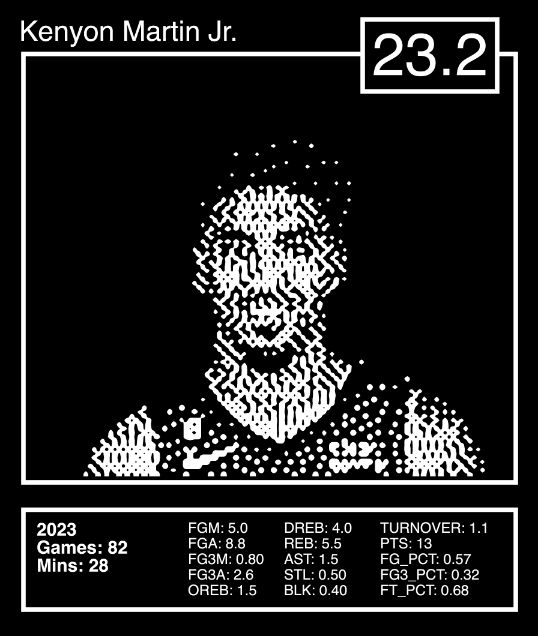 Kenyon Martin Jr.
23.2
2023
Games: 82
Mins: 28
FGM: 5.0
FGA: 8.8
FG3M: 0.80
FG3A: 2.6
OREB: 1.5
DREB: 4.0
REB: 5.5
AST: 1.5
STL: 0.50
BLK: 0.40
TURNOVER: 1.1
PTS: 13
FG_PCT: 0.57
FG3_PCT: 0.32
FT_PCT: 0.68